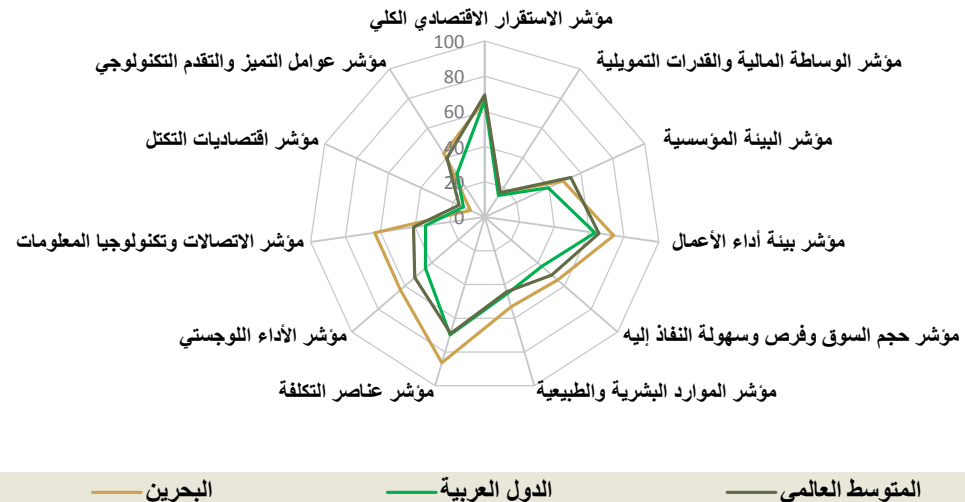 مؤشر الاستقرار الاقتصادي الكلي
مؤشر الوساطة المالية والقدرات التمويلية
مؤشر البيئة المؤسسية
مؤشر بيئة أداء الأعمال
مؤشر حجم السوق وفرص وسهولة النفاذ إليه
مؤشر الموارد البشرية والطبيعية
مؤشر عناصر التكلفة
مؤشر الأداء اللوجستي
مؤشر الاتصالات وتكنولوجيا المعلومات
مؤشر اقتصاديات التكتل
مؤشر عوامل التميز والتقدم التكنولوجي
100
80
60
40
20
0
المتوسط العالمي
الدول العربية
البحرين